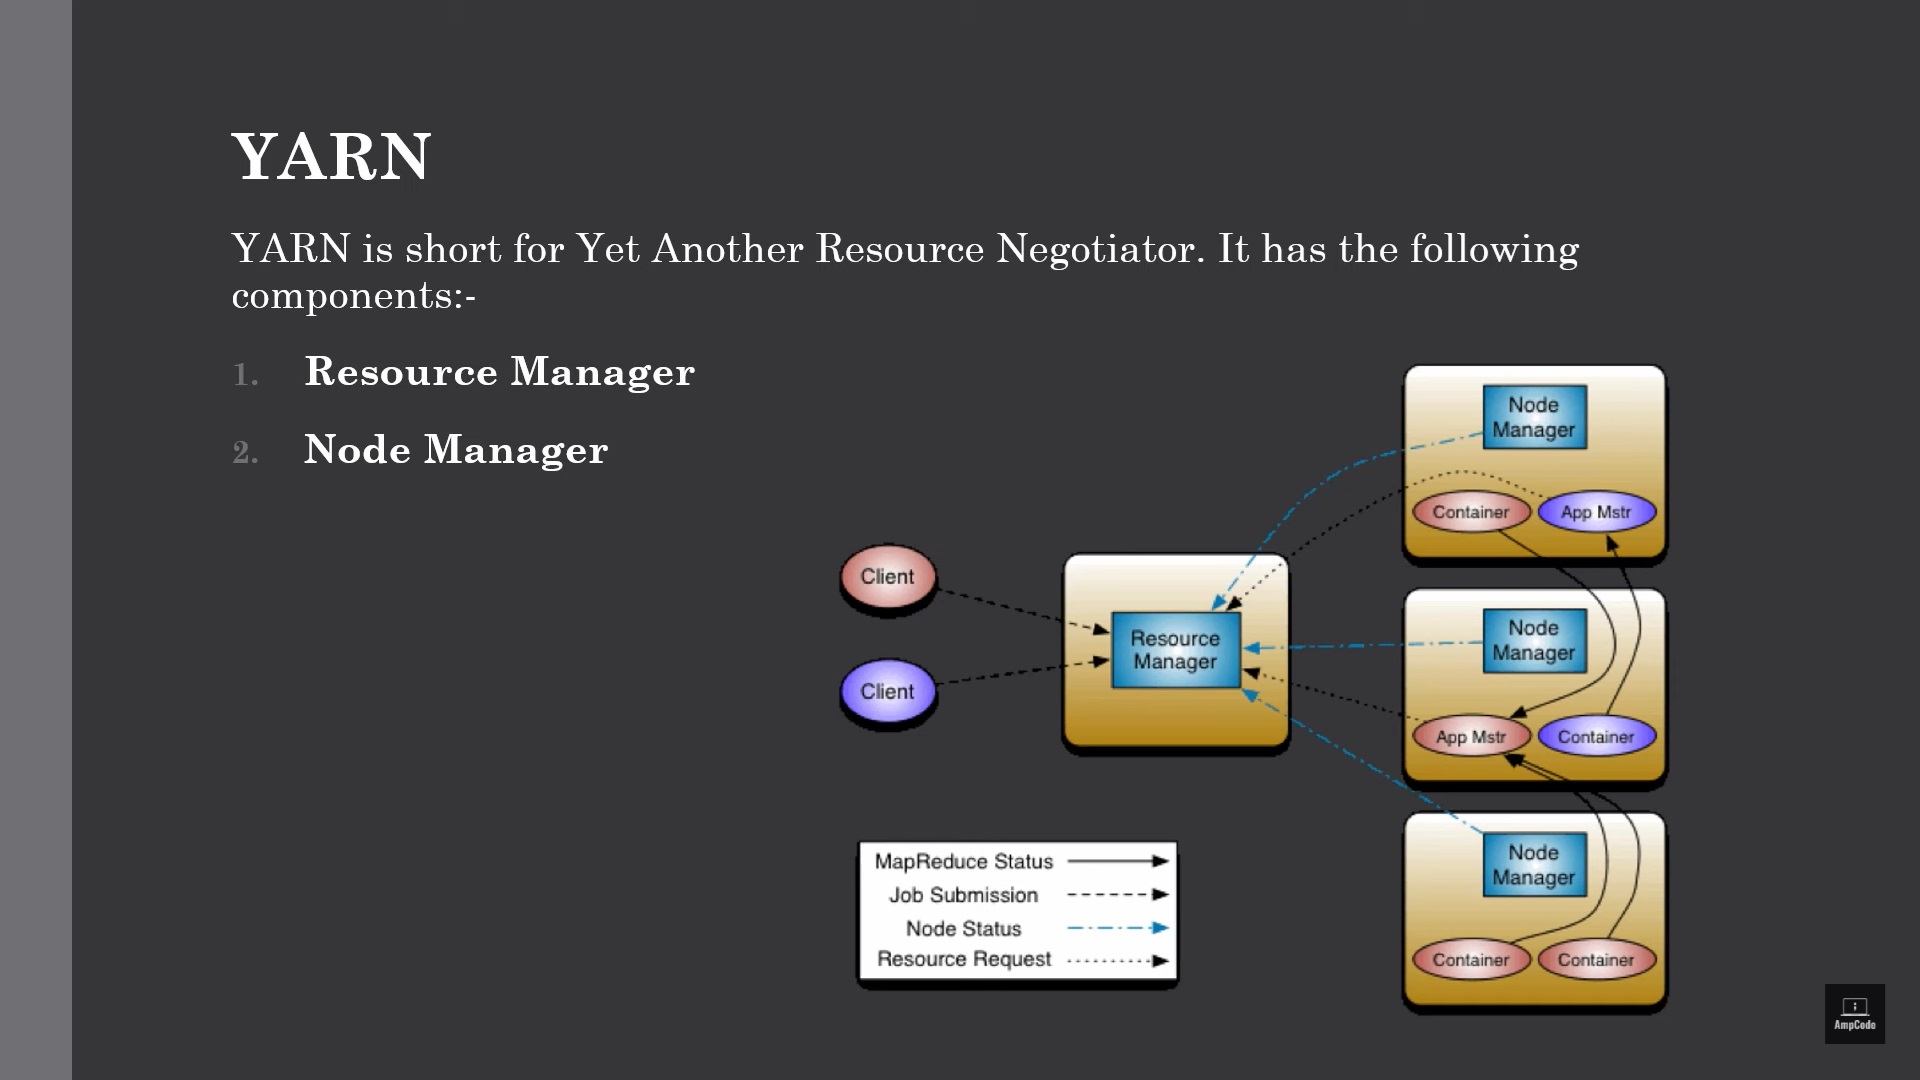 YARN
YARN is short for Yet Another Resource Negotiator. It has the following
components:-
1. Resource Manager
2. Node Manager
Client
Client
Resource
Manager
Node
Manager
Container
App Mstr
Node
Manager
App Mstr
Container
Node
Manager
Container
Container
MapReduce Status
Job Submission
Node Status
Resource Request
AmpCode